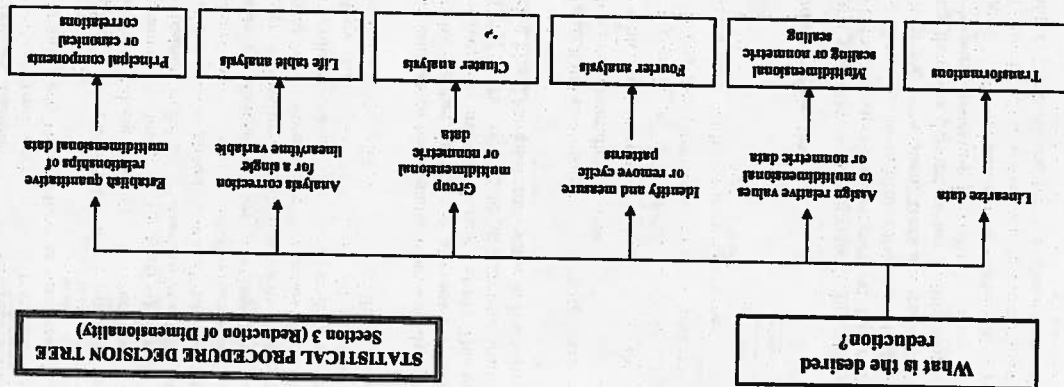 What is the desired
reduction?
STATISTICAL PROCEDURE DECISION TREE
Section 3 (Reduction of Dimensionality)
Linearize data
Transformations
Assign relative values
to multidimensional
or nonmetric data
Multidimensional
scaling or nonmetric
scaling
Identify and measure
or remove cyclic
patterns
Fourier analysis
Group
multidimensional
or nonmetric
data
Cluster analysis
Analysis correction
for a single
linear/time variable
Life table analysis
Establish quantitative
relationships of
multidimensional data
Principal components
or canonical
correlations